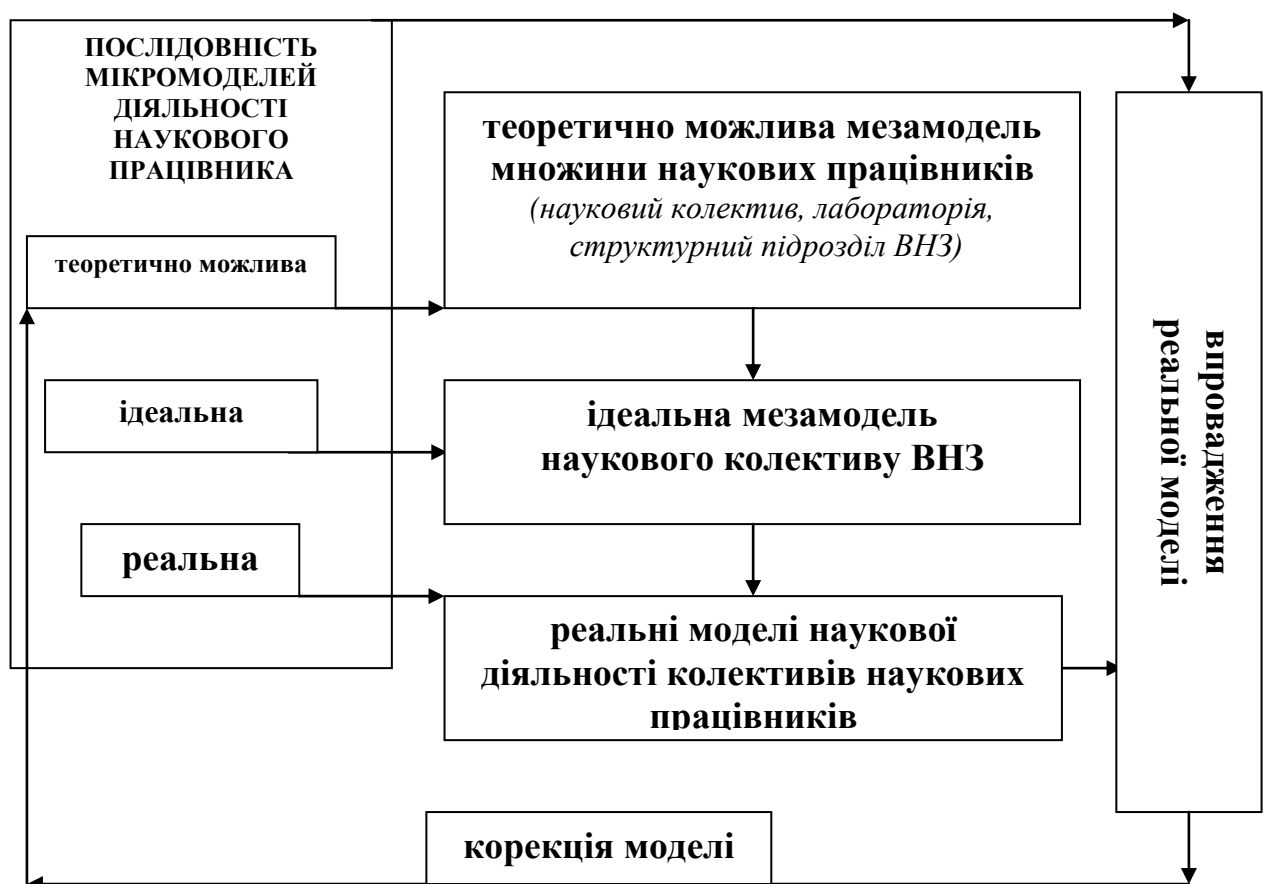 ПОСЛІДОВНІСТЬ
МІКРОМОДЕЛЕЙ
ДІЯЛЬНОСТІ
НАУКОВОГО
ПРАЦІВНИКА
теоретично можлива
ідеальна
реальна
теоретично можлива мезамодель
множини наукових працівників
(науковий колектив, лабораторія,
структурний підрозділ ВНЗ)
ідеальна мезамодель
наукового колективу ВНЗ
реальні моделі наукової
діяльності колективів наукових
працівників
впровадження
реальної моделі
корекція моделі